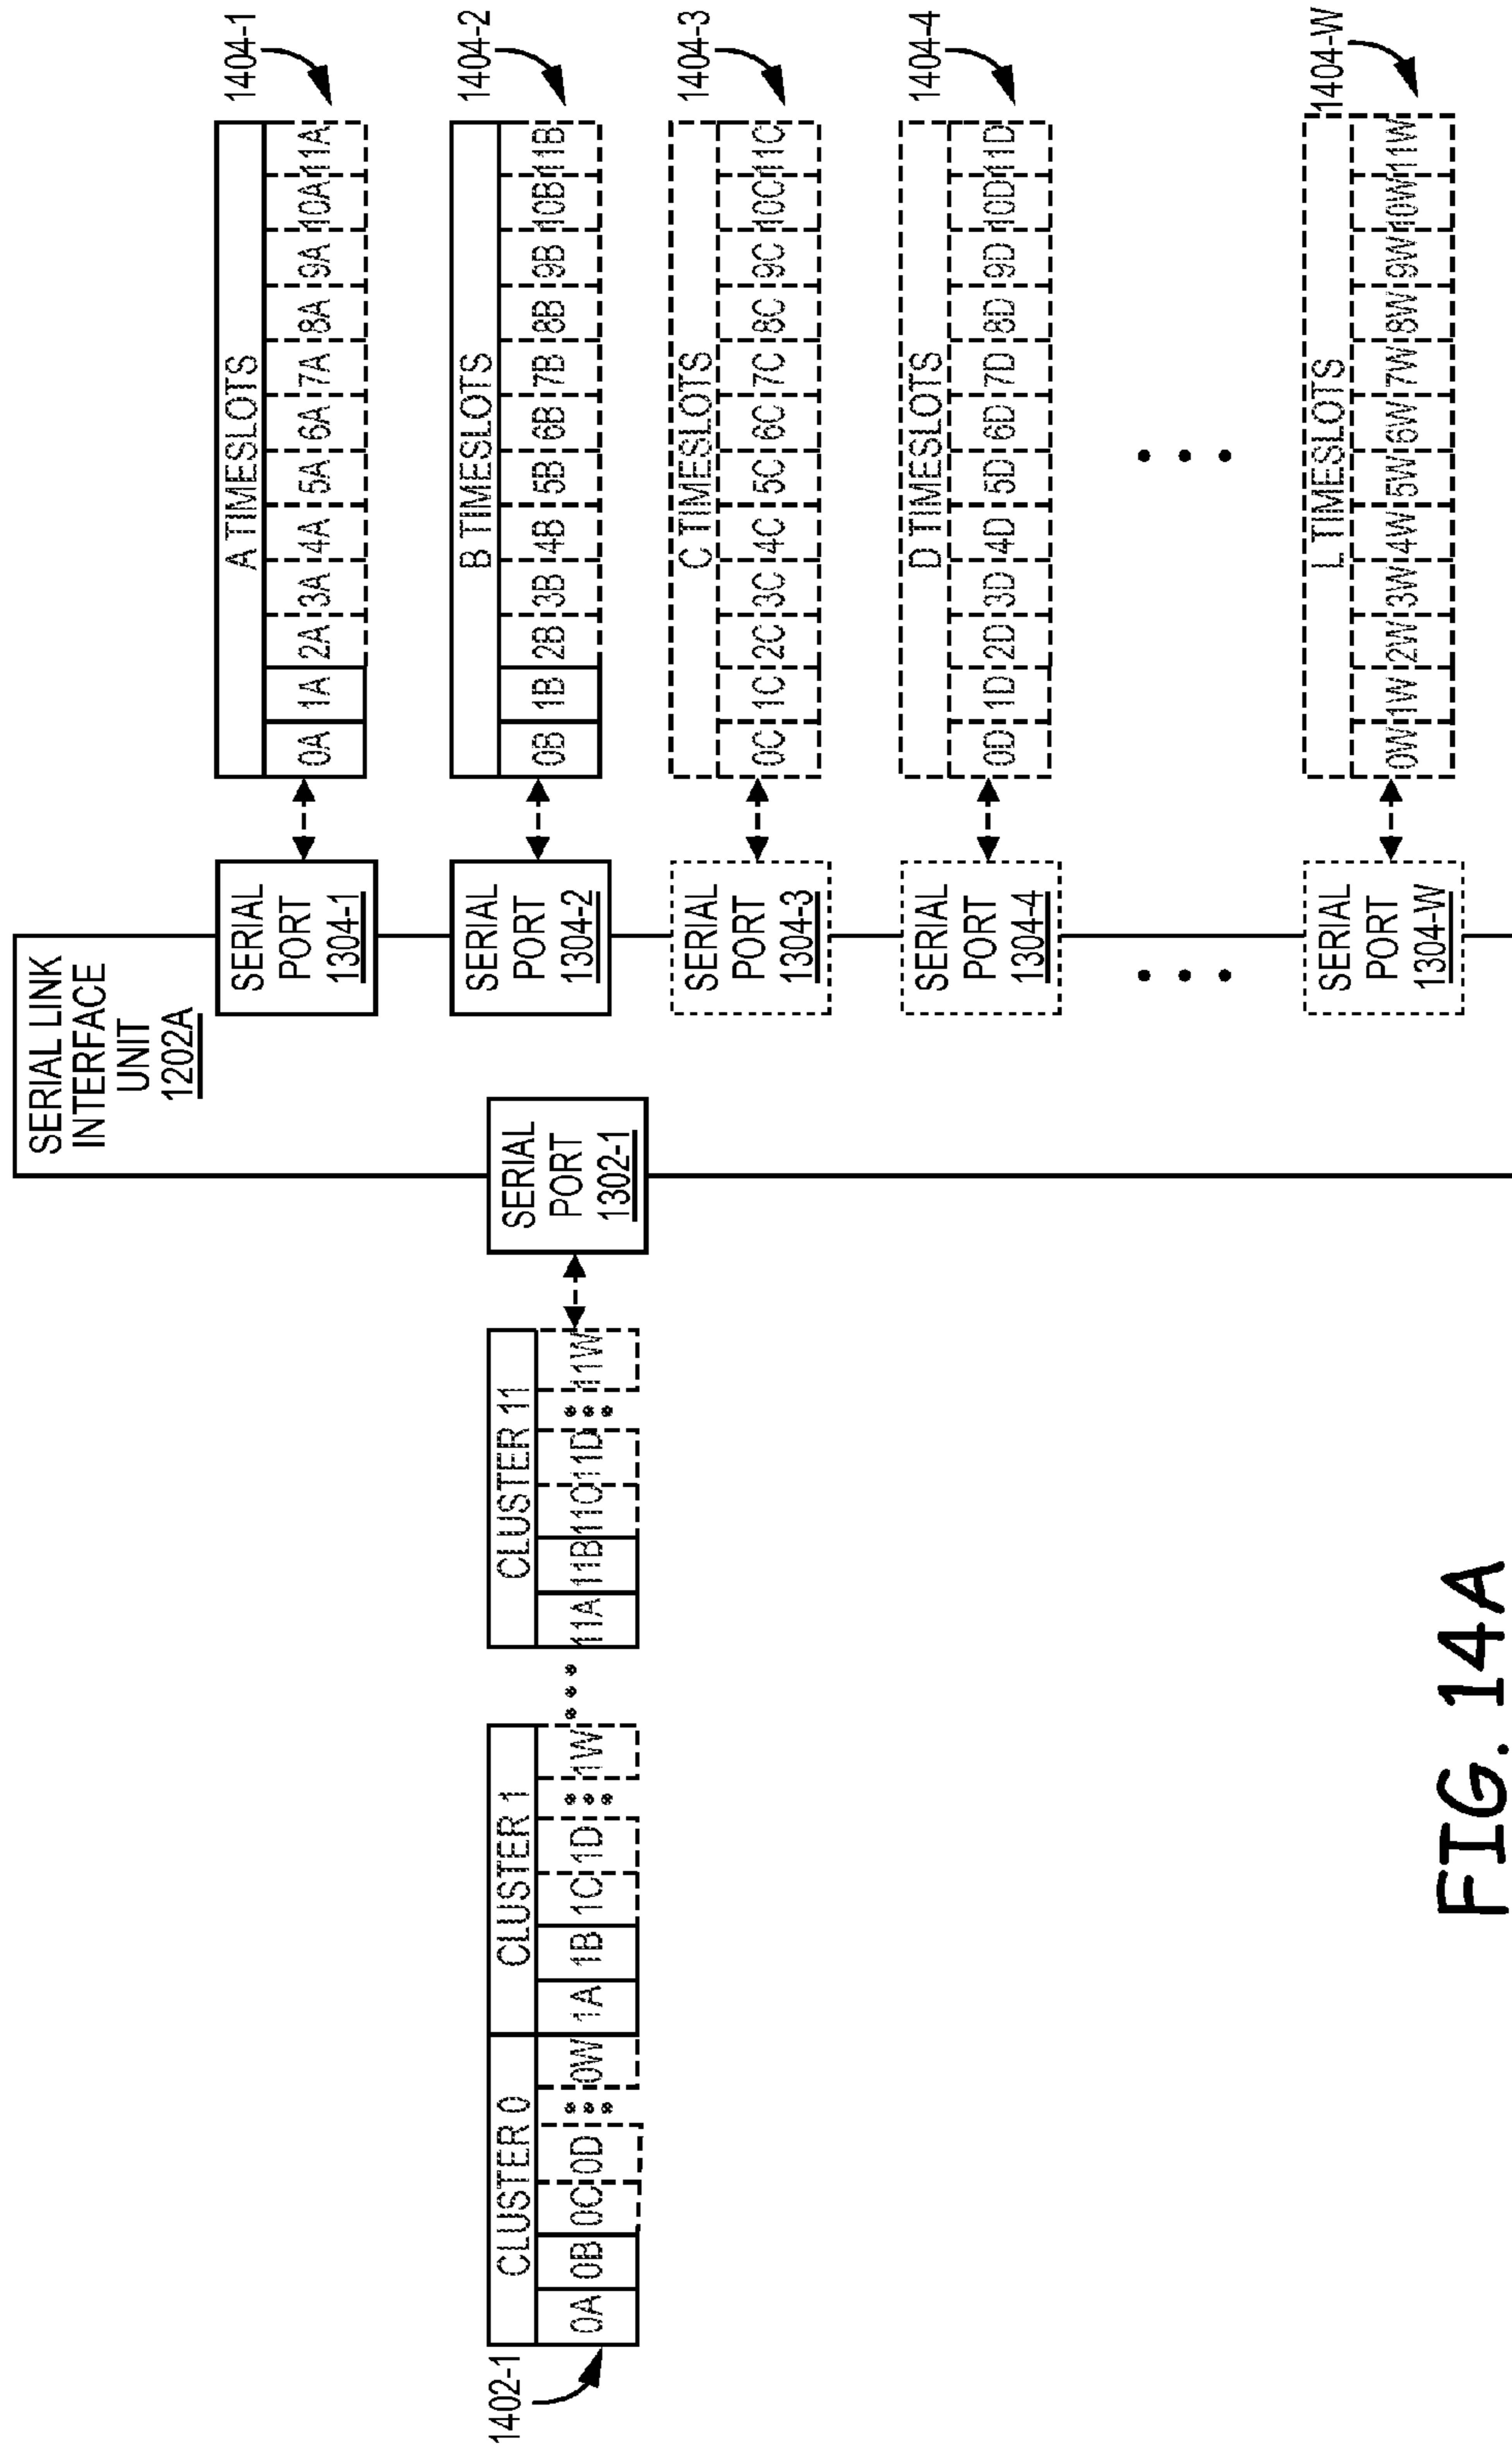 SERIAL LINK
INTERFACE
UNIT
1202A
1402-1
CLUSTER 0
0A 0B 0C 0D 0W
CLUSTER 1
1A 1B 1C 1D 1W
CLUSTER 11
11A 11B 11C 11D 11W
SERIAL
PORT
1302-1
SERIAL
PORT
1304-1
A TIMESLOTS
0A 1A 2A 3A 4A 5A 6A 7A 8A 9A 10A 11A
1404-1
SERIAL
PORT
1304-2
B TIMESLOTS
0B 1B 2B 3B 4B 5B 6B 7B 8B 9B 10B 11B
1404-2
SERIAL
PORT
1304-3
C TIMESLOTS
0C 1C 2C 3C 4C 5C 6C 7C 8C 9C 10C 11C
1404-3
SERIAL
PORT
1304-4
D TIMESLOTS
0D 1D 2D 3D 4D 5D 6D 7D 8D 9D 10D 11D
1404-4
SERIAL
PORT
1304-W
L TIMESLOTS
0W 1W 2W 3W 4W 5W 6W 7W 8W 9W 10W 11W
1404-W
FIG. 14A